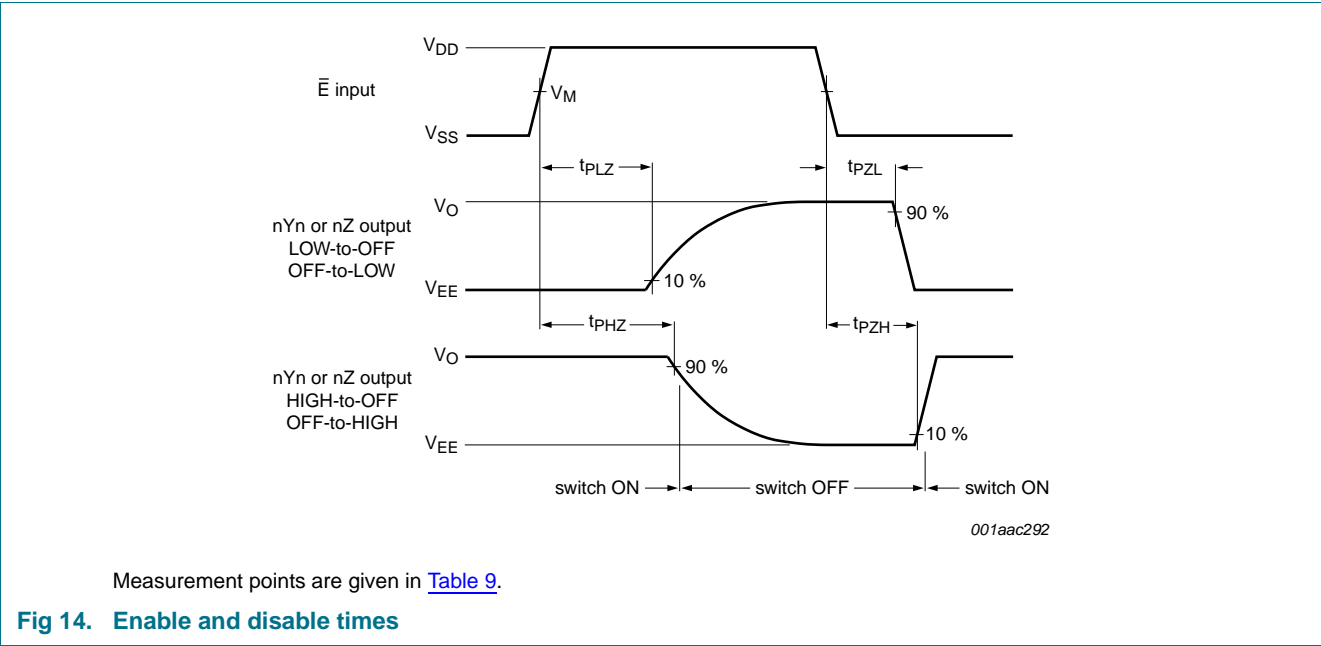 V_DD
Ē input
V_M
V_SS
t_PLZ
t_PZL
V_O
90 %
nYn or nZ output
LOW-to-OFF
OFF-to-LOW
10 %
V_EE
t_PHZ
t_PZH
V_O
90 %
nYn or nZ output
HIGH-to-OFF
OFF-to-HIGH
10 %
V_EE
switch ON
switch OFF
switch ON
001aac292
Measurement points are given in Table 9.
Fig 14. Enable and disable times